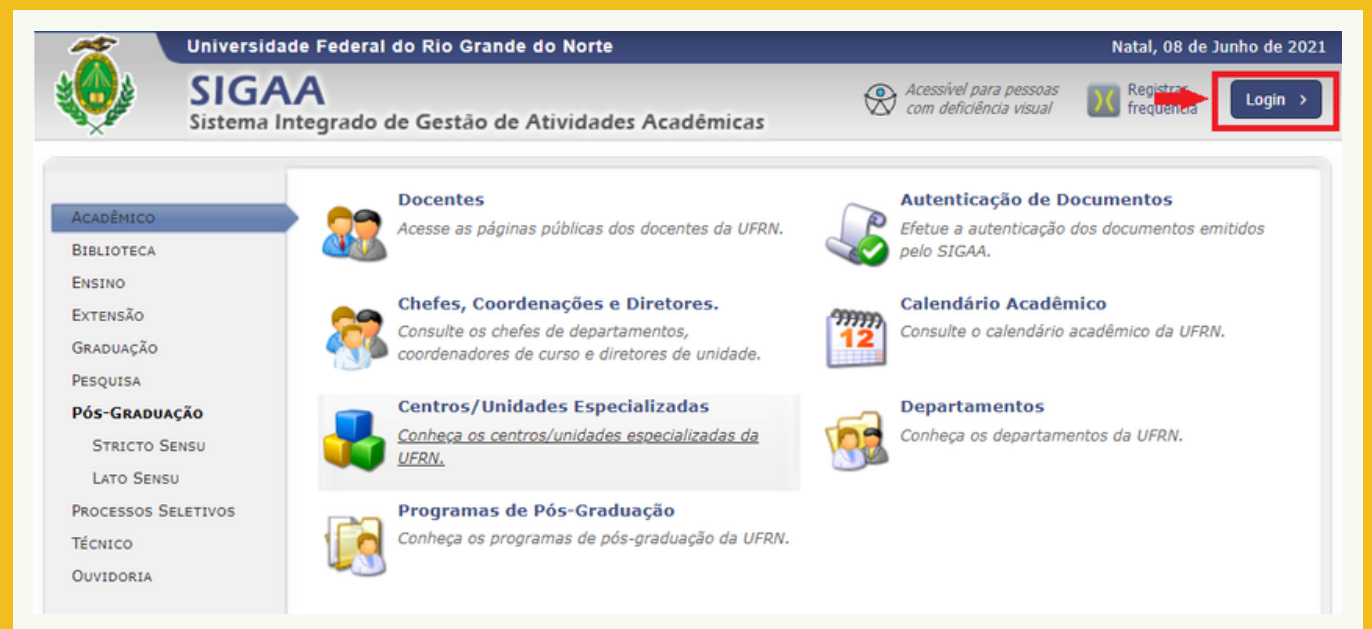 Universidade Federal do Rio Grande do Norte
Natal, 08 de Junho de 2021
SIGAA
Sistema Integrado de Gestão de Atividades Acadêmicas
Acessível para pessoas
com deficiência visual
Registrar
frequência
Login >
Acadêmico
Biblioteca
Ensino
Extensão
Graduação
Pesquisa
Pós-Graduação
Stricto Sensu
Lato Sensu
Processos Seletivos
Técnico
Ouvidoria
Docentes
Acesse as páginas públicas dos docentes da UFRN.
Autenticação de Documentos
Efetue a autenticação dos documentos emitidos
pelo SIGAA.
Chefes, Coordenações e Diretores.
Consulte os chefes de departamentos,
coordenadores de curso e diretores de unidade.
Calendário Acadêmico
12
Consulte o calendário acadêmico da UFRN.
Centros/Unidades Especializadas
Conheça os centros/unidades especializadas da
UFRN.
Departamentos
Conheça os departamentos da UFRN.
Programas de Pós-Graduação
Conheça os programas de pós-graduação da UFRN.